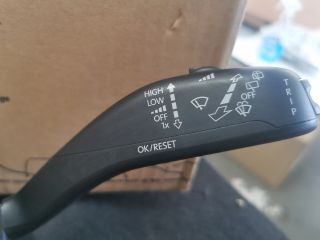 HIGH
LOW
OFF
1x
OFF
TRIP
OK/RESET